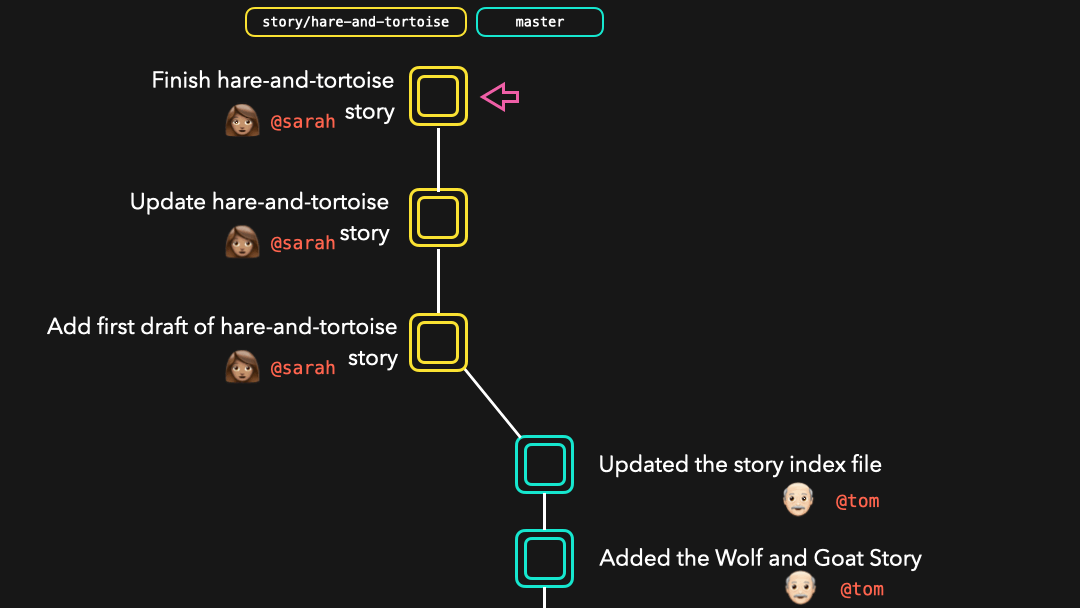 story/hare-and-tortoise
master
Finish hare-and-tortoise
story
@sarah
Update hare-and-tortoise
story
@sarah
Add first draft of hare-and-tortoise
story
@sarah
Updated the story index file
@tom
Added the Wolf and Goat Story
@tom